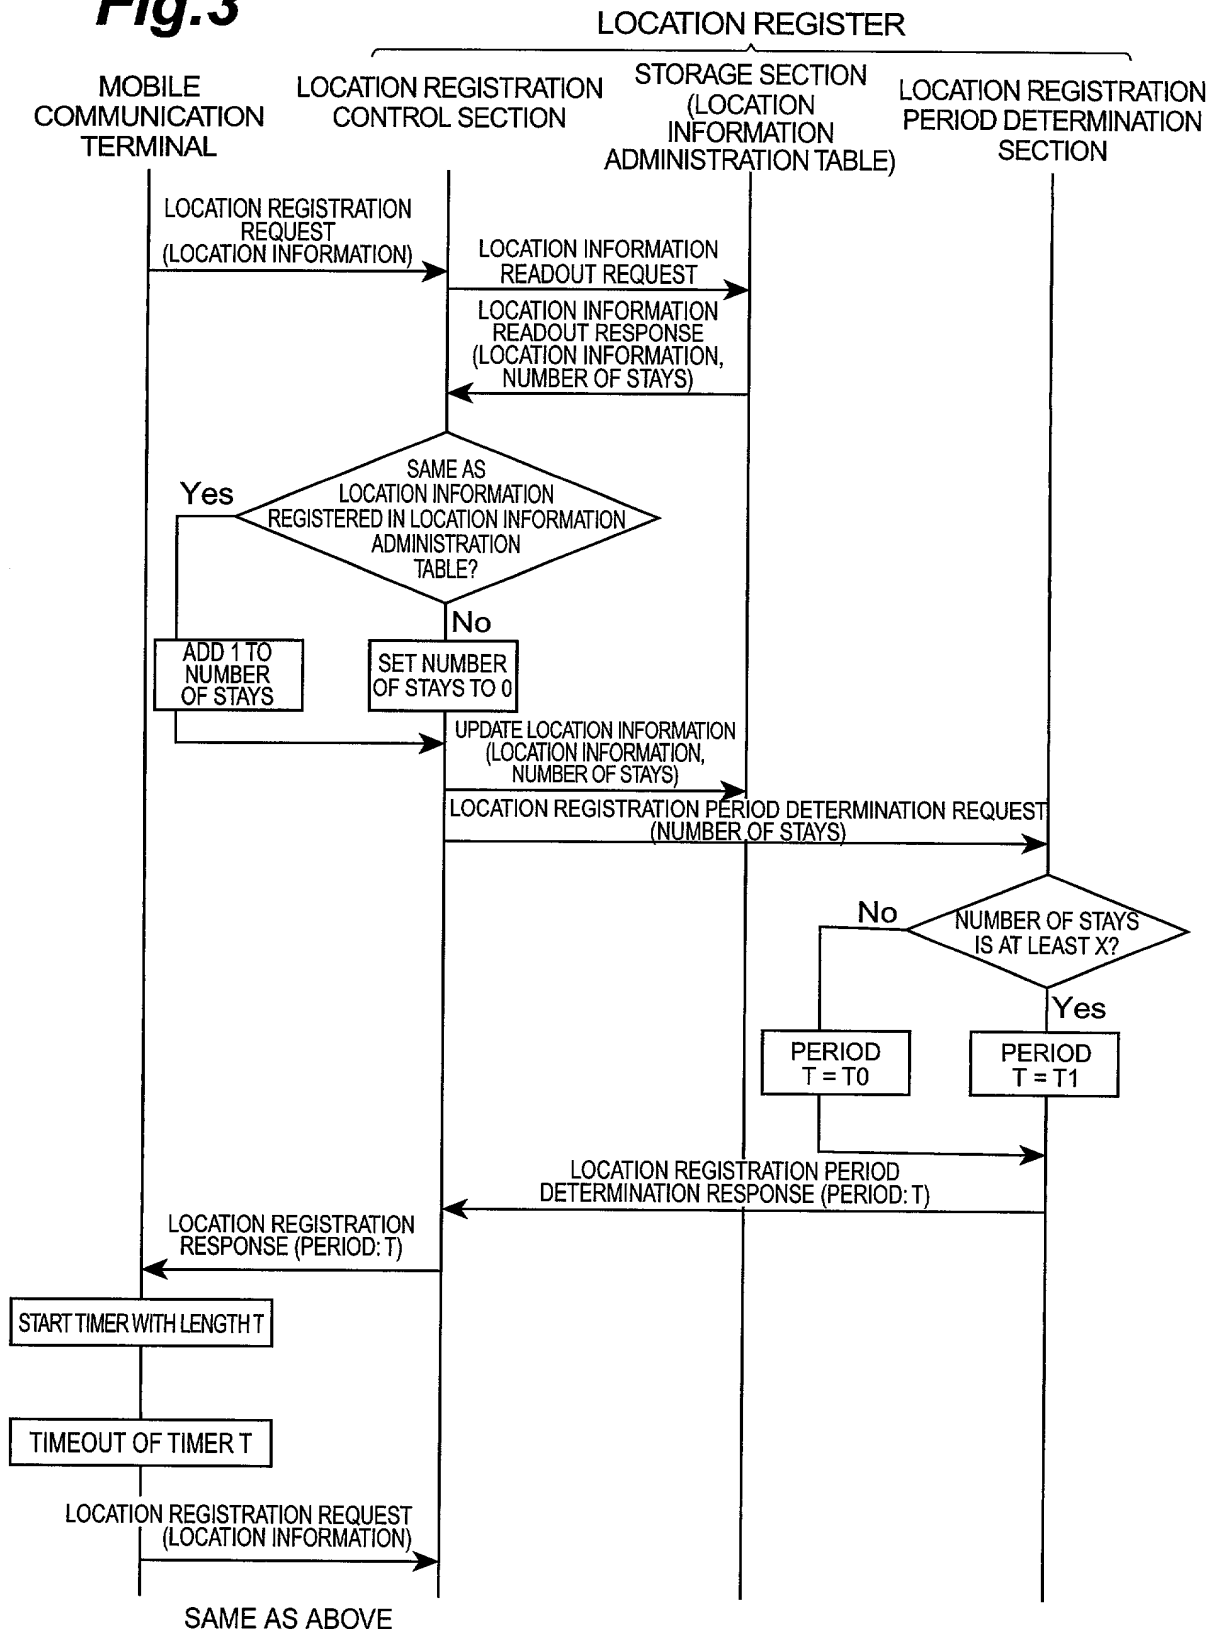 Fig.3
LOCATION REGISTER
MOBILE
COMMUNICATION
TERMINAL
LOCATION REGISTRATION
CONTROL SECTION
STORAGE SECTION
(LOCATION
INFORMATION
ADMINISTRATION TABLE)
LOCATION REGISTRATION
PERIOD DETERMINATION
SECTION
LOCATION REGISTRATION
REQUEST
(LOCATION INFORMATION)
LOCATION INFORMATION
READOUT REQUEST
LOCATION INFORMATION
READOUT RESPONSE
(LOCATION INFORMATION,
NUMBER OF STAYS)
SAME AS
LOCATION INFORMATION
REGISTERED IN LOCATION INFORMATION
ADMINISTRATION
TABLE?
Yes
No
ADD 1 TO
NUMBER
OF STAYS
SET NUMBER
OF STAYS TO 0
UPDATE LOCATION INFORMATION
(LOCATION INFORMATION,
NUMBER OF STAYS)
LOCATION REGISTRATION PERIOD DETERMINATION REQUEST
(NUMBER OF STAYS)
NUMBER OF STAYS
IS AT LEAST X?
No
Yes
PERIOD
T = T0
PERIOD
T = T1
LOCATION REGISTRATION PERIOD
DETERMINATION RESPONSE (PERIOD: T)
LOCATION REGISTRATION
RESPONSE (PERIOD: T)
START TIMER WITH LENGTH T
TIMEOUT OF TIMER T
LOCATION REGISTRATION REQUEST
(LOCATION INFORMATION)
SAME AS ABOVE